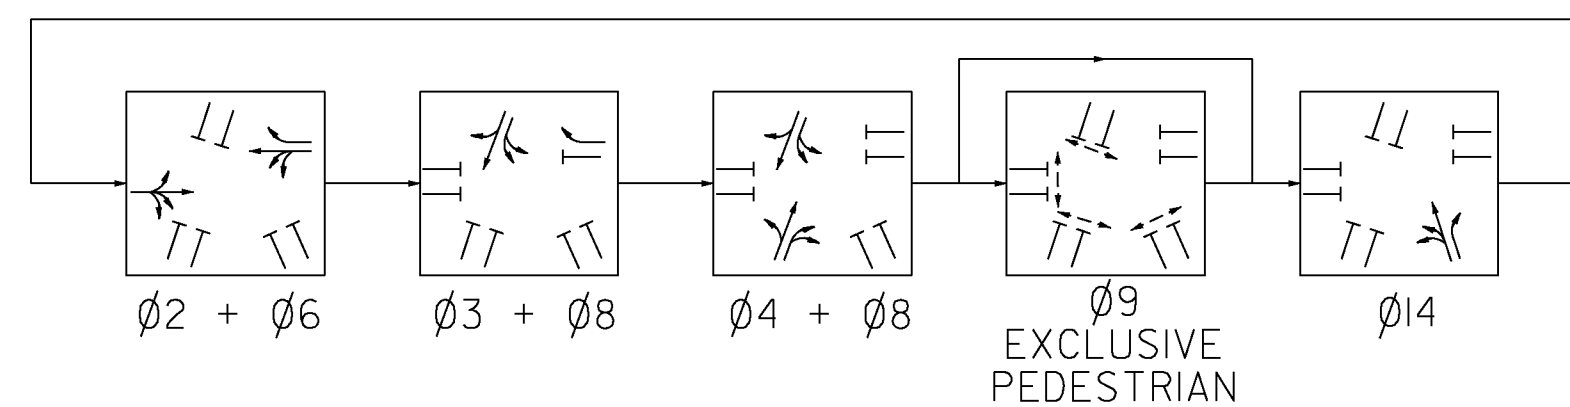 Ø2 + Ø6
Ø3 + Ø8
Ø4 + Ø8
Ø9
EXCLUSIVE
PEDESTRIAN
Ø14